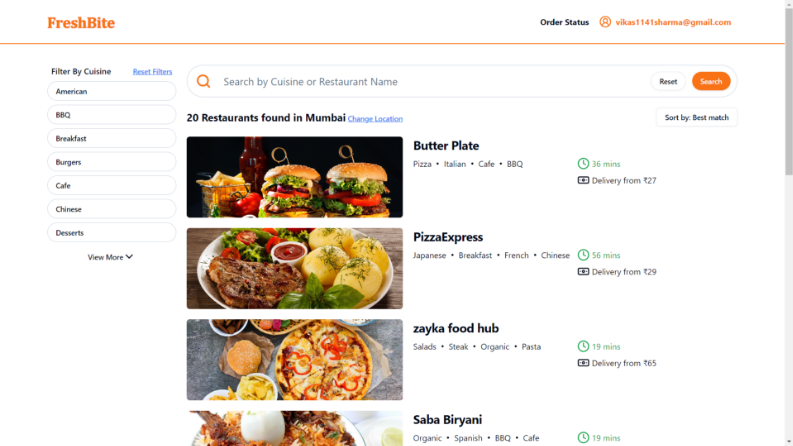 FreshBite
Order Status
vikas1141sharma@gmail.com
Filter By Cuisine
Reset Filters
American
BBQ
Breakfast
Burgers
Cafe
Chinese
Desserts
View More
Search by Cuisine or Restaurant Name
Reset
Search
20 Restaurants found in Mumbai Change Location
Sort by: Best match
Butter Plate
Pizza • Italian • Cafe • BBQ
36 mins
Delivery from ₹27
PizzaExpress
Japanese • Breakfast • French • Chinese
56 mins
Delivery from ₹29
zayka food hub
Salads • Steak • Organic • Pasta
19 mins
Delivery from ₹65
Saba Biryani
Organic • Spanish • BBQ • Cafe
19 mins